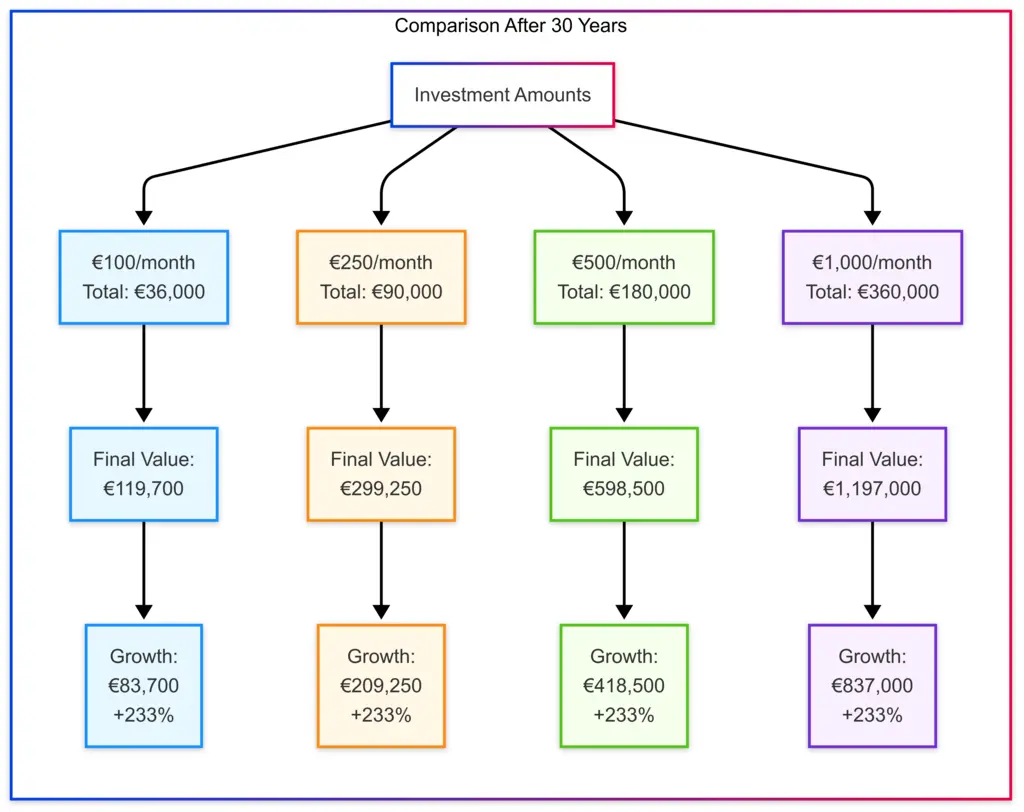 Comparison After 30 Years
Investment Amounts
€100/month
Total: €36,000
€250/month
Total: €90,000
€500/month
Total: €180,000
€1,000/month
Total: €360,000
Final Value:
€119,700
Final Value:
€299,250
Final Value:
€598,500
Final Value:
€1,197,000
Growth:
€83,700
+233%
Growth:
€209,250
+233%
Growth:
€418,500
+233%
Growth:
€837,000
+233%